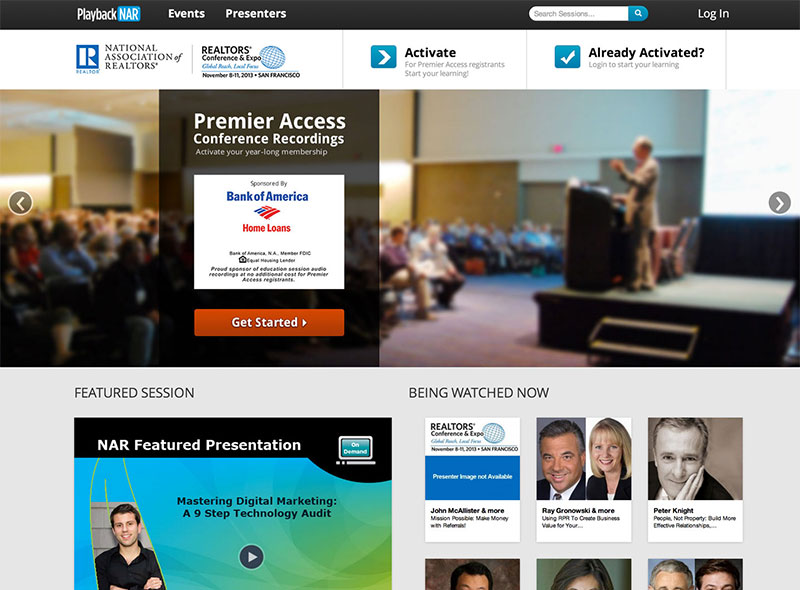 Playback NAR
Events
Presenters
Search Sessions...
Log In
NATIONAL
ASSOCIATION of
REALTORS®
REALTOR®
REALTORS®
Conference & Expo
Global Reach, Local Focus
November 8-11, 2013 • SAN FRANCISCO
Activate
For Premier Access registrants
Start your learning!
Already Activated?
Login to start your learning
Premier Access
Conference Recordings
Activate your year-long membership
Sponsored By
Bank of America
Home Loans
Bank of America, N.A., Member FDIC
Equal Housing Lender
Proud sponsor of education session audio
recordings at no additional cost for Premier
Access registrants.
Get Started
FEATURED SESSION
NAR Featured Presentation
On
Demand
Mastering Digital Marketing:
A 9 Step Technology Audit
BEING WATCHED NOW
REALTORS®
Conference & Expo
Global Reach, Local Focus
November 8-11, 2013 • SAN FRANCISCO
Presenter Image not Available
John McAllister & more
Mission Possible: Make Money
with Referrals!
Ray Gronowski & more
Using RPR To Create Business
Value for Your...
Peter Knight
People, Not Property: Build More
Effective Relationships,...